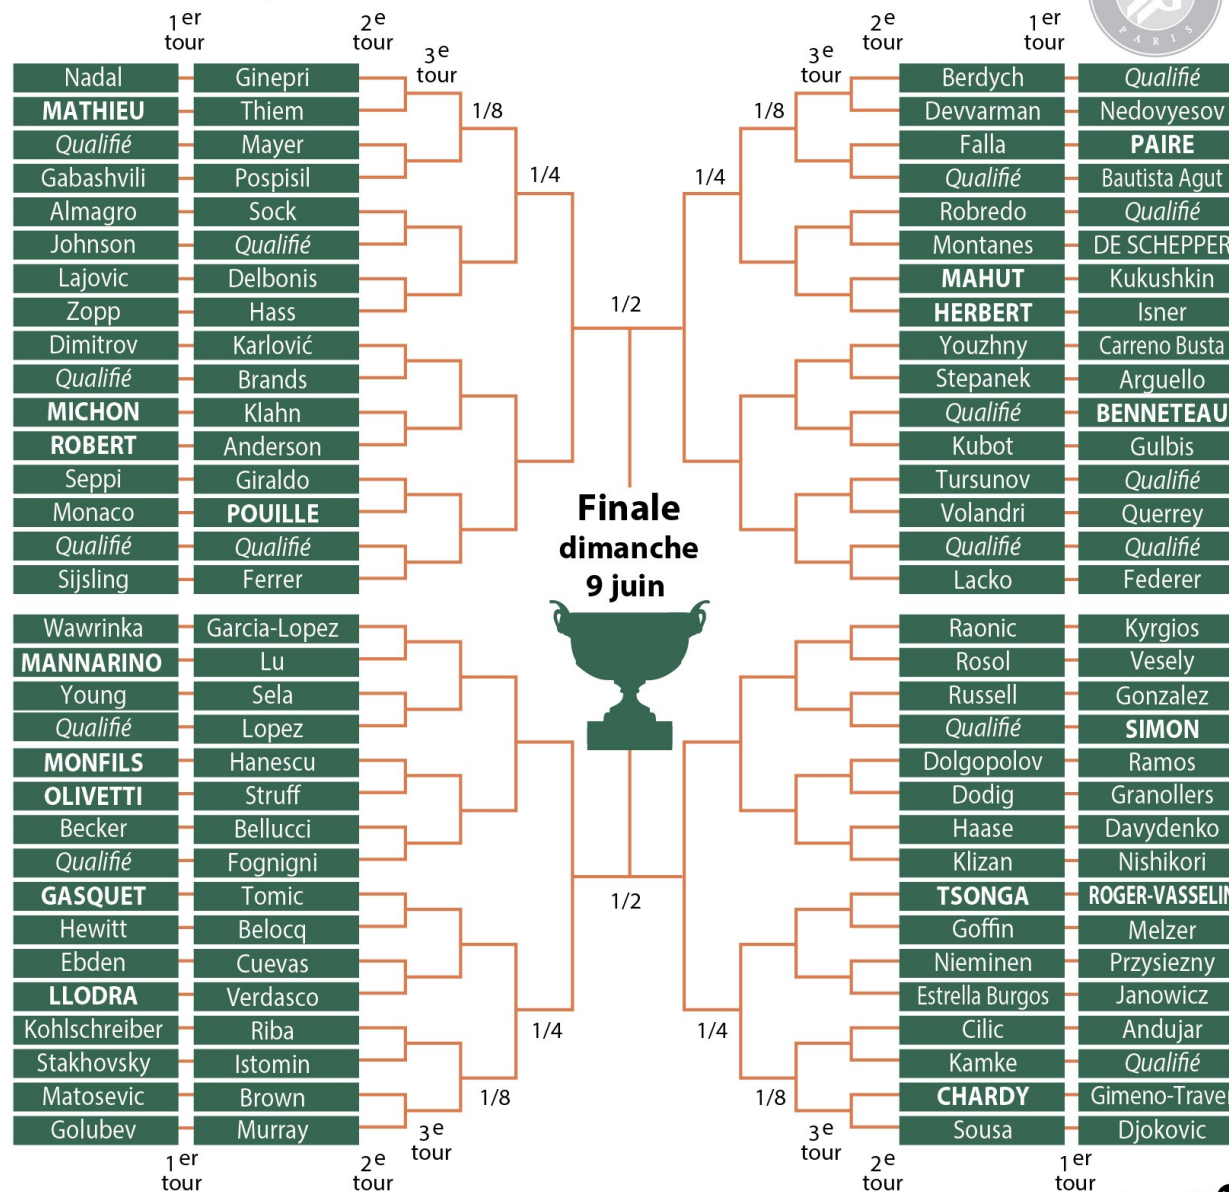 1er tour
2e tour
3e tour
1/8
1/4
1/2
Nadal Ginepri
MATHIEU Thiem
Qualifié Mayer
Gabashvili Pospisil
Almagro Sock
Johnson Qualifié
Lajovic Delbonis
Zopp Hass
Dimitrov Karlović
Qualifié Brands
MICHON Klahn
ROBERT Anderson
Seppi Giraldo
Monaco POUILLE
Qualifié Qualifié
Sijsling Ferrer
Wawrinka Garcia-Lopez
MANNARINO Lu
Young Sela
Qualifié Lopez
MONFILS Hanescu
OLIVETTI Struff
Becker Bellucci
Qualifié Fognigni
GASQUET Tomic
Hewitt Belocq
Ebden Cuevas
LLODRA Verdasco
Kohlschreiber Riba
Stakhovsky Istomin
Matosevic Brown
Golubev Murray
1/4
1/8
3e tour
1er tour
2e tour
Finale
dimanche
9 juin
1/2
PARIS
2e tour
1er tour
3e tour
1/8
1/4
Berdych Qualifié
Devvarman Nedovyesov
Falla PAIRE
Qualifié Bautista Agut
Robredo Qualifié
Montanes DE SCHEPPER
MAHUT Kukushkin
HERBERT Isner
Youzhny Carreno Busta
Stepanek Arguello
Qualifié BENNETEAU
Kubot Gulbis
Tursunov Qualifié
Volandri Querrey
Qualifié Qualifié
Lacko Federer
Raonic Kyrgios
Rosol Vesely
Russell Gonzalez
Qualifié SIMON
Dolgopolov Ramos
Dodig Granollers
Haase Davydenko
Klizan Nishikori
TSONGA ROGER-VASSELIN
Goffin Melzer
Nieminen Przysiezny
Estrella Burgos Janowicz
Cilic Andujar
Kamke Qualifié
CHARDY Gimeno-Traver
Sousa Djokovic
1/4
1/8
3e tour
2e tour
1er tour